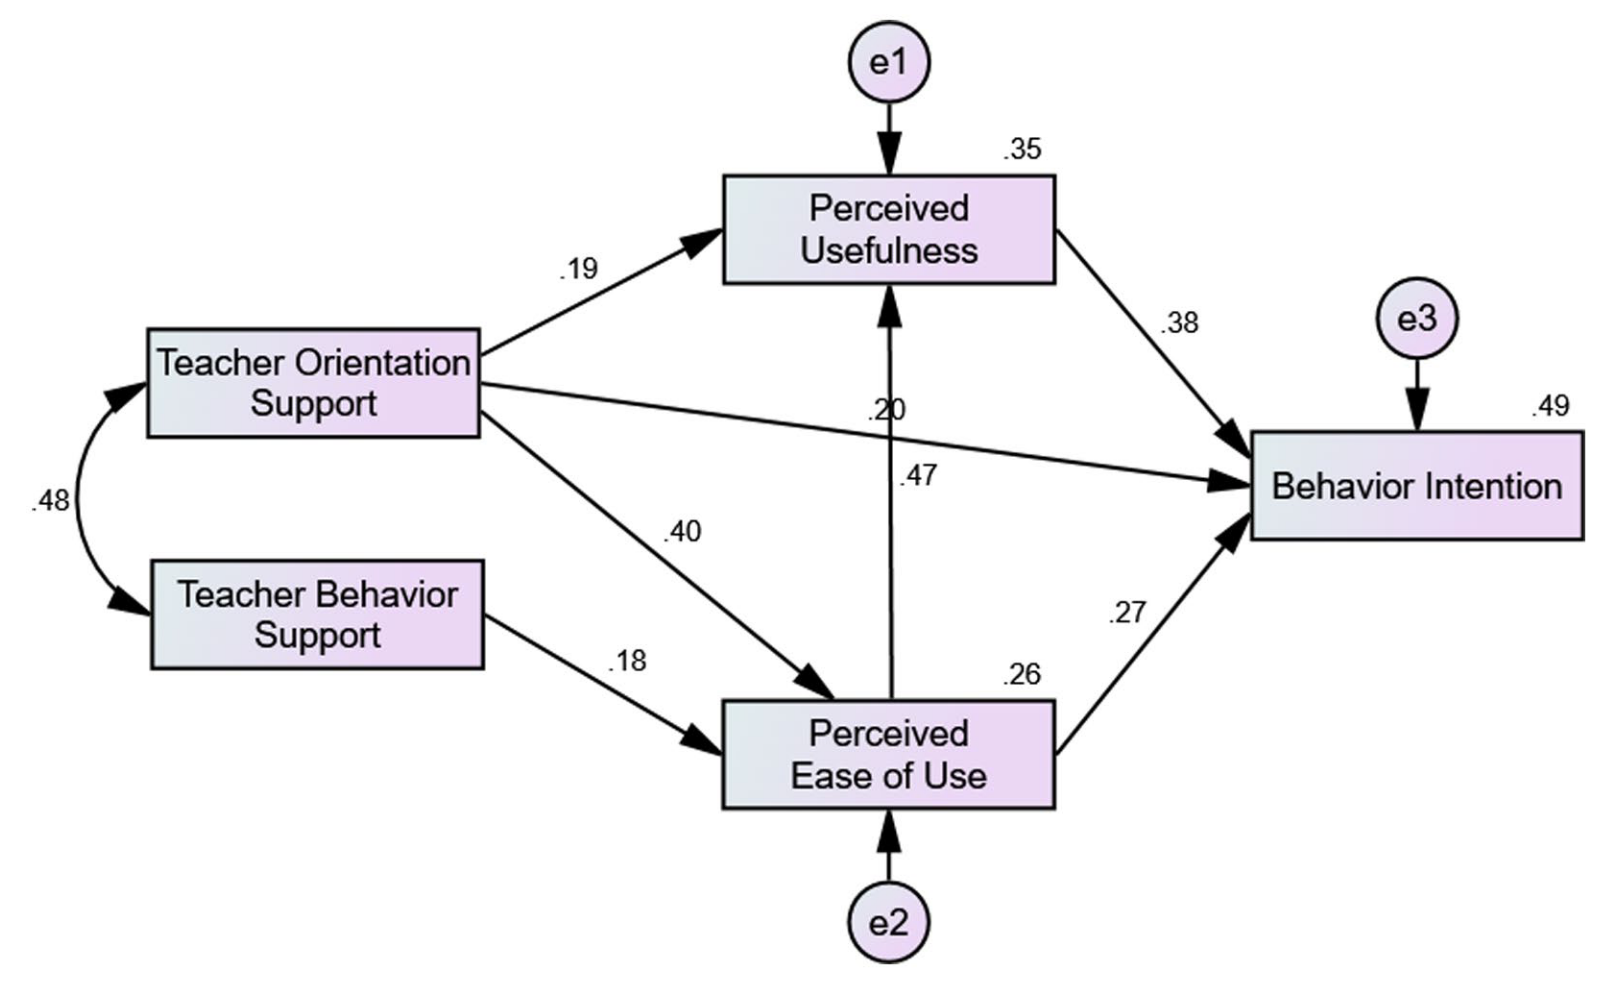 e1
.35
Perceived
Usefulness
.19
.38
e3
Teacher Orientation
Support
.20
.49
.47
Behavior Intention
.48
.40
Teacher Behavior
Support
.18
.27
.26
Perceived
Ease of Use
e2